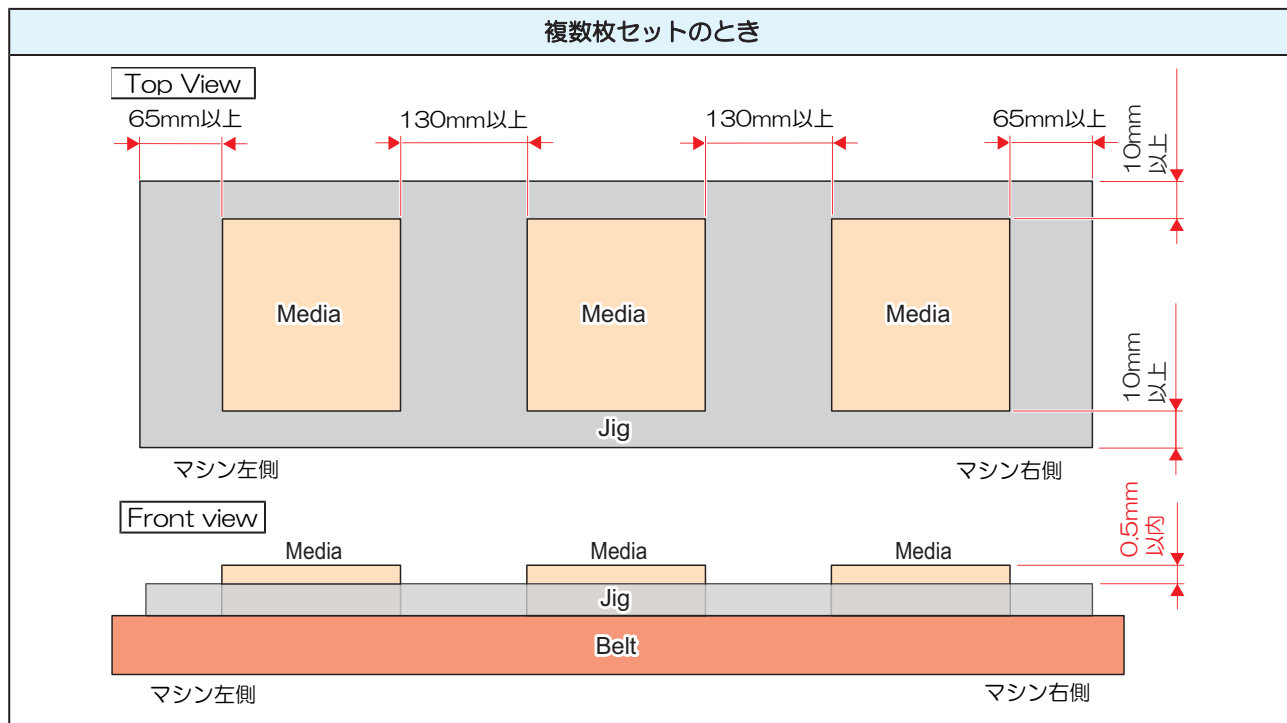 複数枚セットのとき
Top View
65mm以上
130mm以上
130mm以上
65mm以上
10mm
以上
Media
Media
Media
10mm
以上
Jig
マシン左側
マシン右側
Front view
0.5mm
以内
Media
Media
Media
Jig
Belt
マシン左側
マシン右側